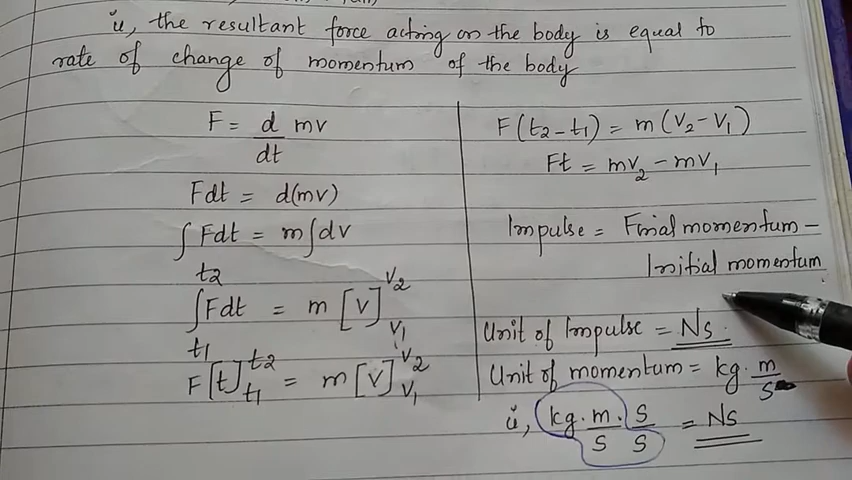 ie, the resultant force acting on the body is equal to
rate of change of momentum of the body
F = d/dt mv
Fdt = d(mv)
∫Fdt = m∫dv
t2
∫Fdt = m [v] v2 v1
t1
F[t] t2 t1 = m[v] v2 v1
F(t2 - t1) = m(v2 - v1)
Ft = mv2 - mv1
Impulse = Final momentum -
Initial momentum
Unit of Impulse = Ns.
Unit of momentum = kg. m/s
ie, kg. m/s . s/s = Ns